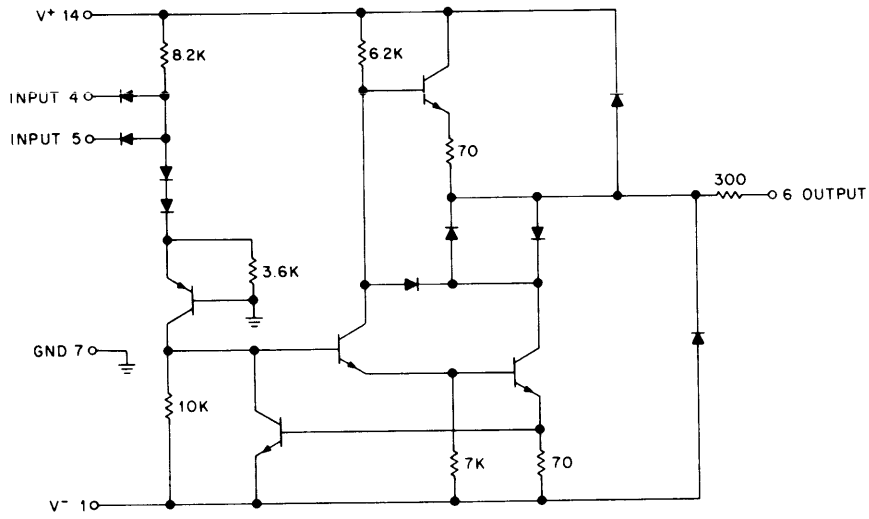 V+ 14
8.2K
6.2K
INPUT 4
INPUT 5
70
300
6 OUTPUT
3.6K
GND 7
10K
7K
70
V- 1